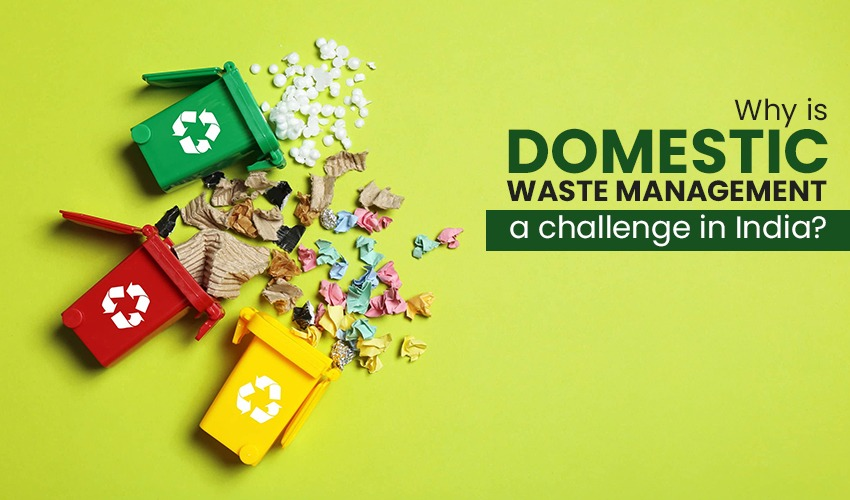 Why is
DOMESTIC
WASTE MANAGEMENT
a challenge in India?